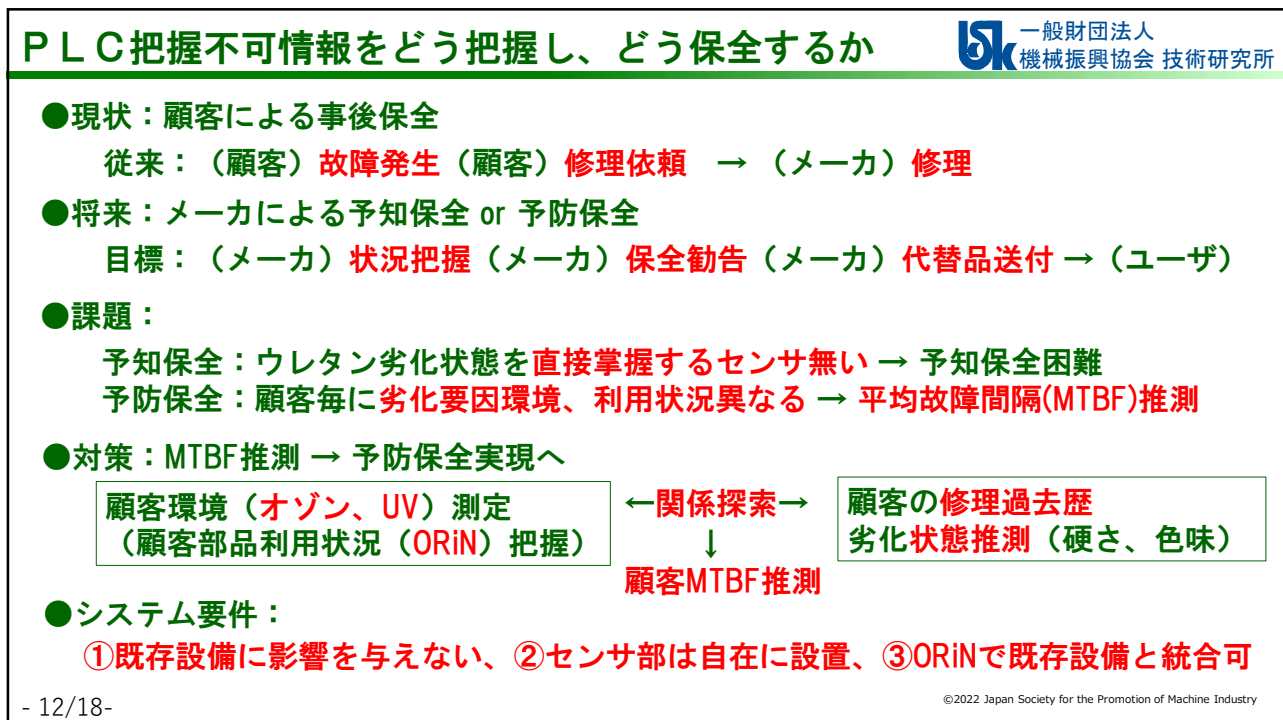 ＰＬＣ把握不可情報をどう把握し、どう保全するか
一般財団法人
機械振興協会 技術研究所
●現状：顧客による事後保全
従来：（顧客）故障発生（顧客）修理依頼 → （メーカ）修理
●将来：メーカによる予知保全 or 予防保全
目標：（メーカ）状況把握（メーカ）保全勧告（メーカ）代替品送付 → （ユーザ）
●課題：
予知保全：ウレタン劣化状態を直接掌握するセンサ無い → 予知保全困難
予防保全：顧客毎に劣化要因環境、利用状況異なる → 平均故障間隔(MTBF)推測
●対策：MTBF推測 → 予防保全実現へ
顧客環境（オゾン、UV）測定
（顧客部品利用状況（ORiN）把握）
←関係探索→
↓
顧客MTBF推測
顧客の修理過去歴
劣化状態推測（硬さ、色味）
●システム要件：
①既存設備に影響を与えない、②センサ部は自在に設置、③ORiNで既存設備と統合可
- 12/18-
©2022 Japan Society for the Promotion of Machine Industry